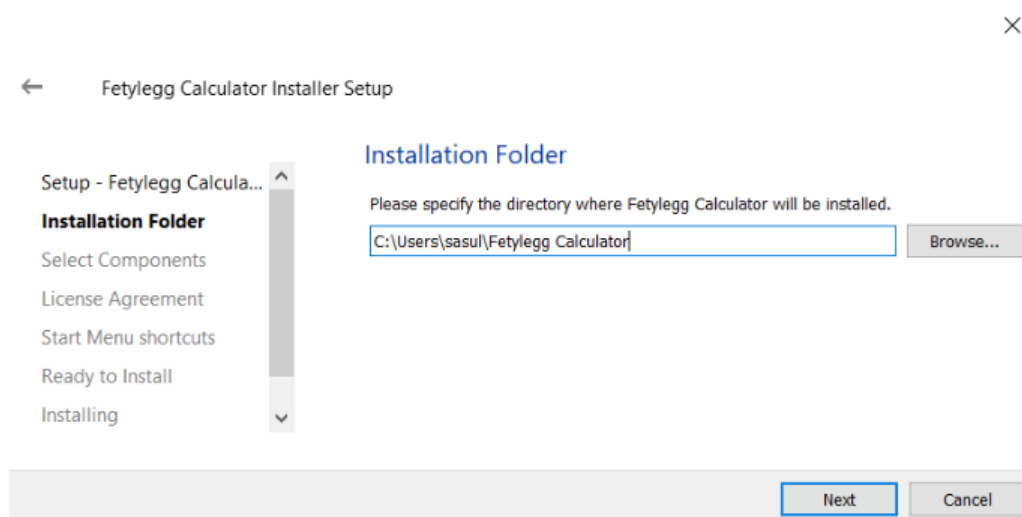 Fetylegg Calculator Installer Setup
Setup - Fetylegg Calcula...
Installation Folder
Select Components
License Agreement
Start Menu shortcuts
Ready to Install
Installing
Installation Folder
Please specify the directory where Fetylegg Calculator will be installed.
C:\Users\sasul\Fetylegg Calculator
Browse...
Next
Cancel